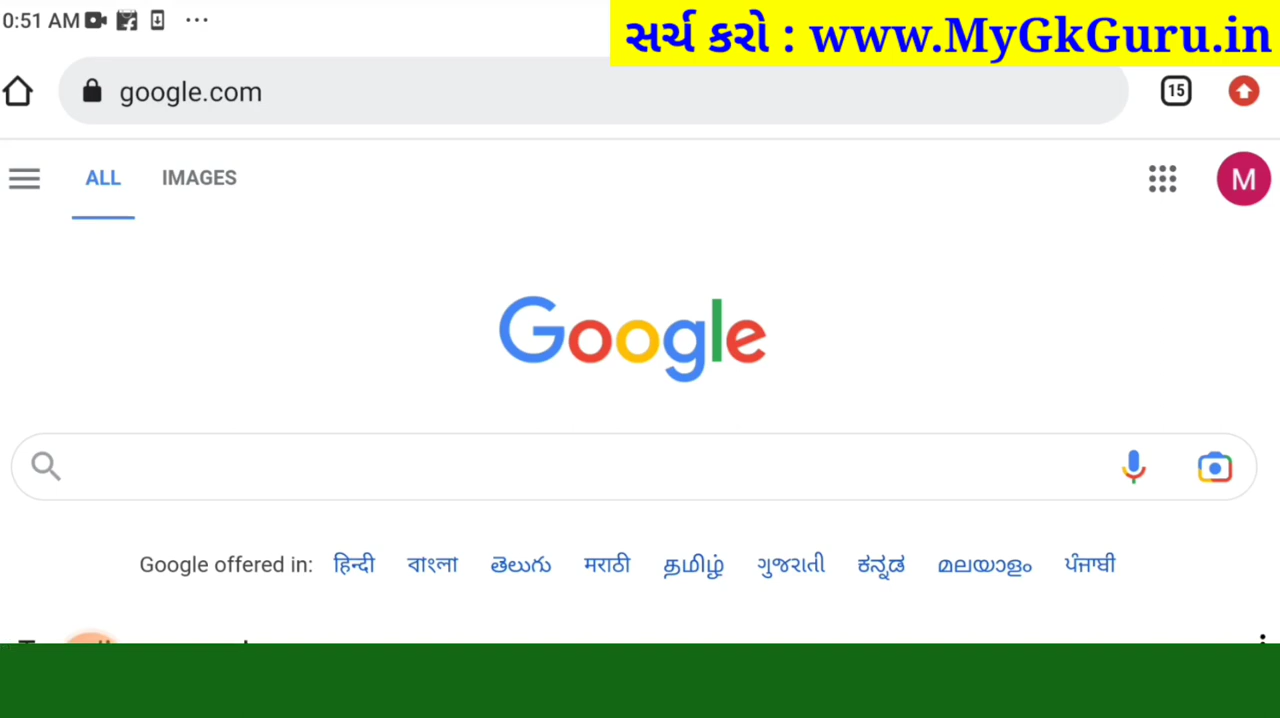 0:51 AM
સર્ચ કરો : www.MyGkGuru.in
google.com
15
ALL IMAGES
M
Google
Google offered in: हिन्दी বাংলা తెలుగు मराठी தமிழ் ગુજરાતી ಕನ್ನಡ മലയാളം ਪੰਜਾਬੀ